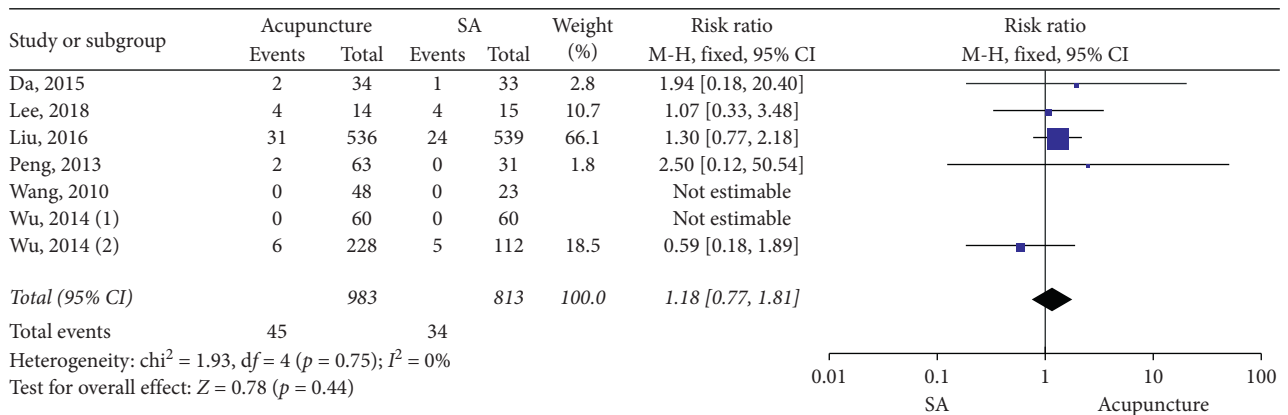 Study or subgroup Acupuncture SA Weight (%) Risk ratio Risk ratio
Events Total Events Total M-H, fixed, 95% CI M-H, fixed, 95% CI
Da, 2015 2 34 1 33 2.8 1.94 [0.18, 20.40]
Lee, 2018 4 14 4 15 10.7 1.07 [0.33, 3.48]
Liu, 2016 31 536 24 539 66.1 1.30 [0.77, 2.18]
Peng, 2013 2 63 0 31 1.8 2.50 [0.12, 50.54]
Wang, 2010 0 48 0 23 Not estimable
Wu, 2014 (1) 0 60 0 60 Not estimable
Wu, 2014 (2) 6 228 5 112 18.5 0.59 [0.18, 1.89]
Total (95% CI) 983 813 100.0 1.18 [0.77, 1.81]
Total events 45 34
Heterogeneity: chi² = 1.93, df = 4 (p = 0.75); I² = 0%
Test for overall effect: Z = 0.78 (p = 0.44)
0.01 0.1 1 10 100
SA Acupuncture